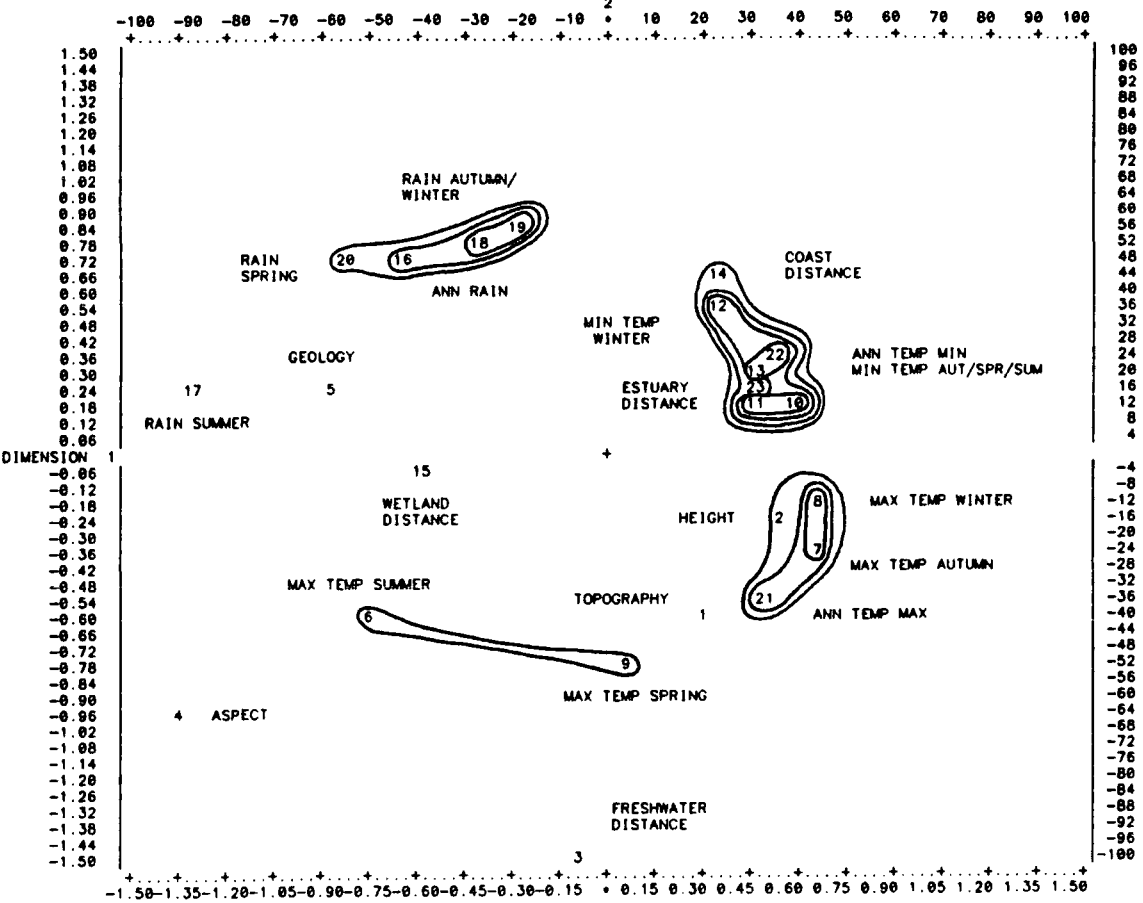 2
-100 -90 -80 -70 -60 -50 -40 -30 -20 -10 10 20 30 40 50 60 70 80 90 100
1.50 100
1.44 96
1.38 92
1.32 88
1.26 84
1.20 80
1.14 76
1.08 72
1.02 68
0.96 64
0.90 60
0.84 56
0.78 52
0.72 48
0.66 44
0.60 40
0.54 36
0.48 32
0.42 28
0.36 24
0.30 20
0.24 16
0.18 12
0.12 8
0.06 4
DIMENSION 1
-0.06 -4
-0.12 -8
-0.18 -12
-0.24 -16
-0.30 -20
-0.36 -24
-0.42 -28
-0.48 -32
-0.54 -36
-0.60 -40
-0.66 -44
-0.72 -48
-0.78 -52
-0.84 -56
-0.90 -60
-0.96 -64
-1.02 -68
-1.08 -72
-1.14 -76
-1.20 -80
-1.26 -84
-1.32 -88
-1.38 -92
-1.44 -96
-1.50 -100
RAIN AUTUMN/
WINTER
19
18
RAIN
SPRING
20 16
ANN RAIN
COAST
DISTANCE
14
12
MIN TEMP
WINTER
22
13
ANN TEMP MIN
MIN TEMP AUT/SPR/SUM
GEOLOGY
17 5
RAIN SUMMER
ESTUARY
DISTANCE
23
11 10
+
15
WETLAND
DISTANCE
HEIGHT 2
8
MAX TEMP WINTER
7
MAX TEMP AUTUMN
MAX TEMP SUMMER
6
TOPOGRAPHY
1
21
ANN TEMP MAX
9
MAX TEMP SPRING
4 ASPECT
FRESHWATER
DISTANCE
3
-1.50-1.35-1.20-1.05-0.90-0.75-0.60-0.45-0.30-0.15 0.15 0.30 0.45 0.60 0.75 0.90 1.05 1.20 1.35 1.50